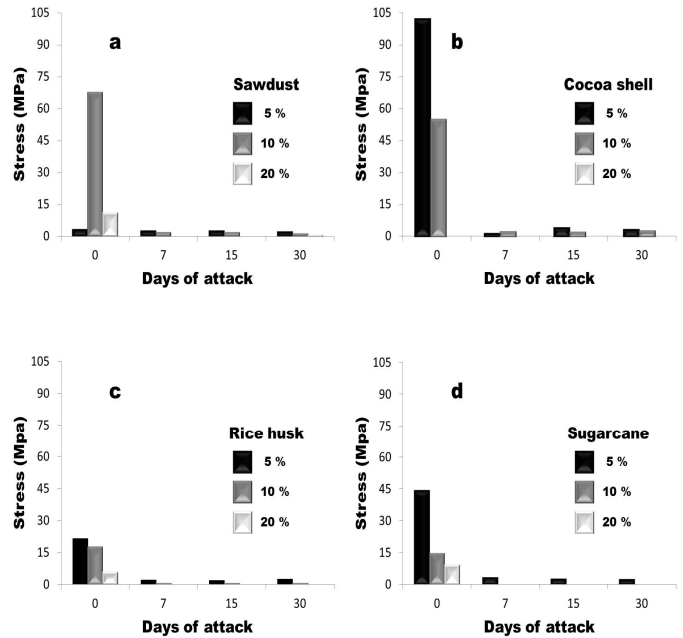 a
Sawdust
5 %
10 %
20 %
Stress (MPa)
105
90
75
60
45
30
15
0
0 7 15 30
Days of attack
b
Cocoa shell
5 %
10 %
20 %
Stress (Mpa)
105
90
75
60
45
30
15
0
0 7 15 30
Days of attack
c
Rice husk
5 %
10 %
20 %
Stress (Mpa)
105
90
75
60
45
30
15
0
0 7 15 30
Days of attack
d
Sugarcane
5 %
10 %
20 %
Stress (Mpa)
105
90
75
60
45
30
15
0
0 7 15 30
Days of attack